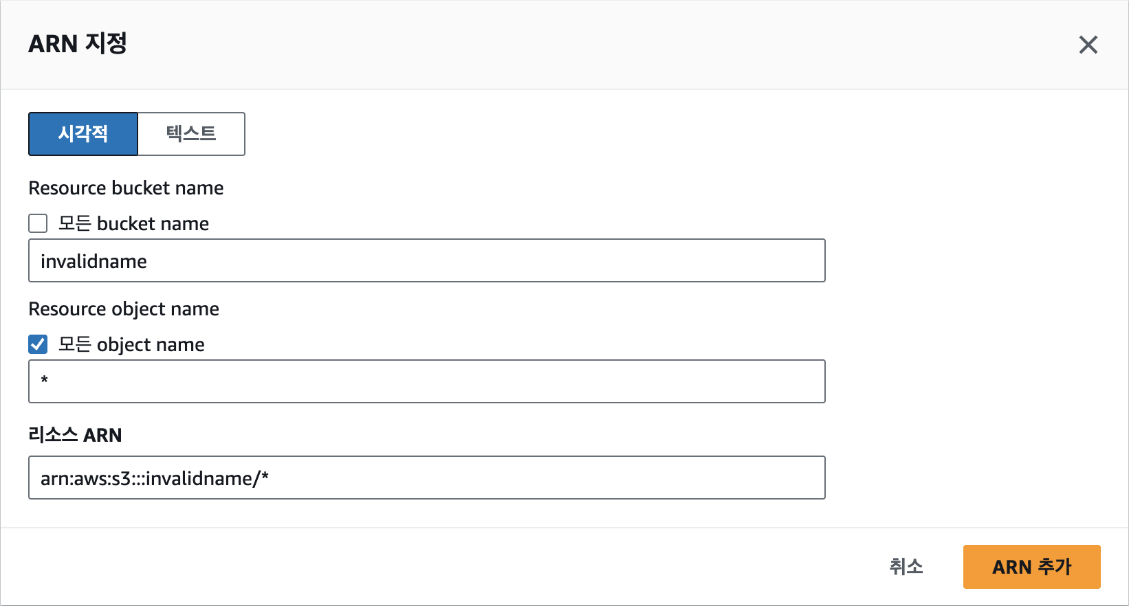 ARN 지정
시각적 텍스트
Resource bucket name
모든 bucket name
invalidname
Resource object name
모든 object name
*
리소스 ARN
arn:aws:s3:::invalidname/*
취소 ARN 추가